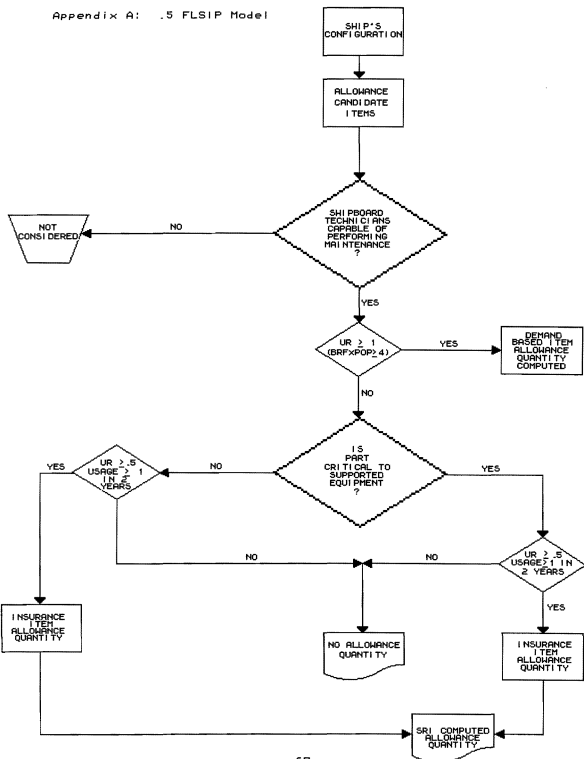 Appendix A: .5 FLSIP Model
SHIP'S
CONFIGURATION
ALLOWANCE
CANDIDATE
ITEMS
SHIPBOARD
TECHNICIANS
CAPABLE OF
PERFORMING
MAINTENANCE
?
NO
NOT
CONSIDERED
YES
UR ≥ 1
(BRFxPOP≥4)
YES
DEMAND
BASED ITEM
ALLOWANCE
QUANTITY
COMPUTED
NO
IS
PART
CRITICAL TO
SUPPORTED
EQUIPMENT
?
NO
YES
UR ≥ .5
USAGE ≥ 1
IN 2
YEARS
YES
NO
NO
UR ≥ .5
USAGE≥1 IN
2 YEARS
YES
INSURANCE
ITEM
ALLOWANCE
QUANTITY
NO ALLOWANCE
QUANTITY
INSURANCE
ITEM
ALLOWANCE
QUANTITY
SRI COMPUTED
ALLOWANCE
QUANTITY